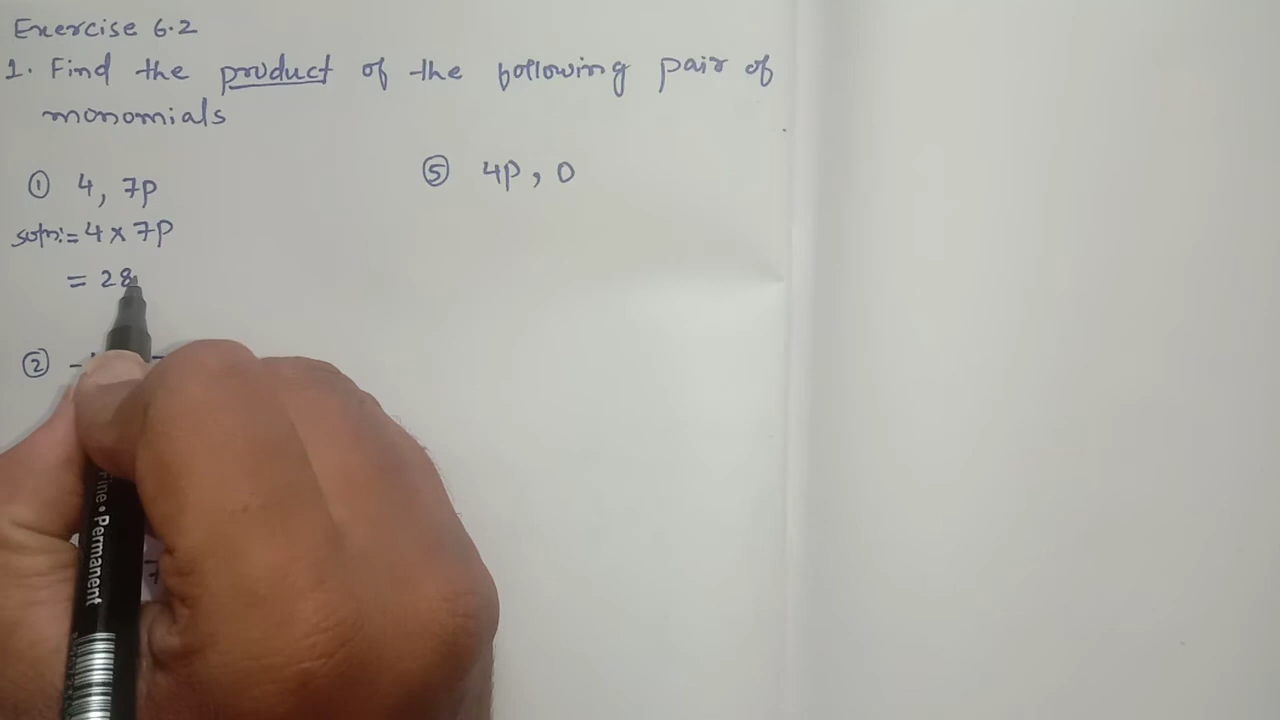 Exercise 6.2
1. Find the product of the following pair of
monomials
① 4, 7p
soln:= 4 × 7p
= 28
②
7
⑤ 4p, 0
Fine • Permanent